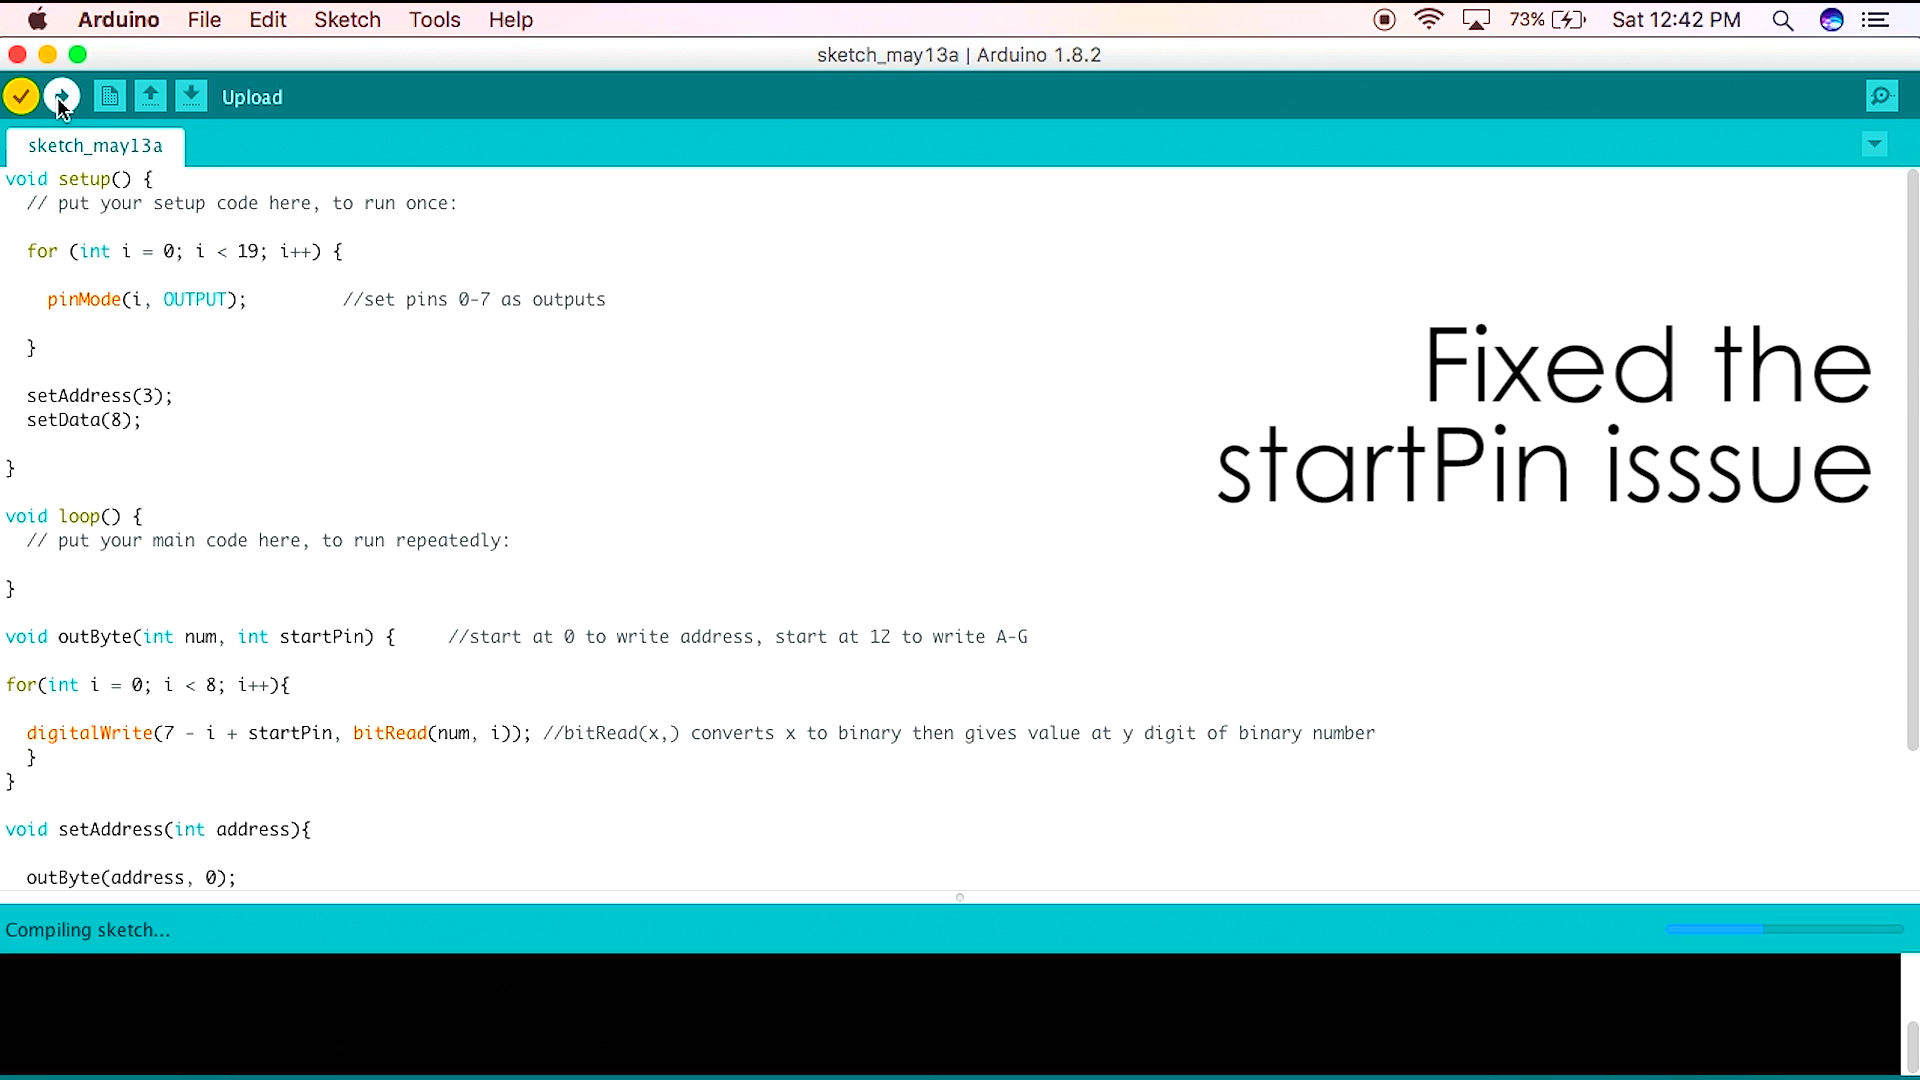 Arduino File Edit Sketch Tools Help 73% Sat 12:42 PM
sketch_may13a | Arduino 1.8.2
Upload
sketch_may13a
void setup() {
// put your setup code here, to run once:
for (int i = 0; i < 19; i++) {
pinMode(i, OUTPUT); //set pins 0-7 as outputs
}
setAddress(3);
setData(8);
}
void loop() {
// put your main code here, to run repeatedly:
}
void outByte(int num, int startPin) { //start at 0 to write address, start at 12 to write A-G
for(int i = 0; i < 8; i++){
digitalWrite(7 - i + startPin, bitRead(num, i)); //bitRead(x,) converts x to binary then gives value at y digit of binary number
}
}
void setAddress(int address){
outByte(address, 0);
Fixed the
startPin isssue
Compiling sketch...